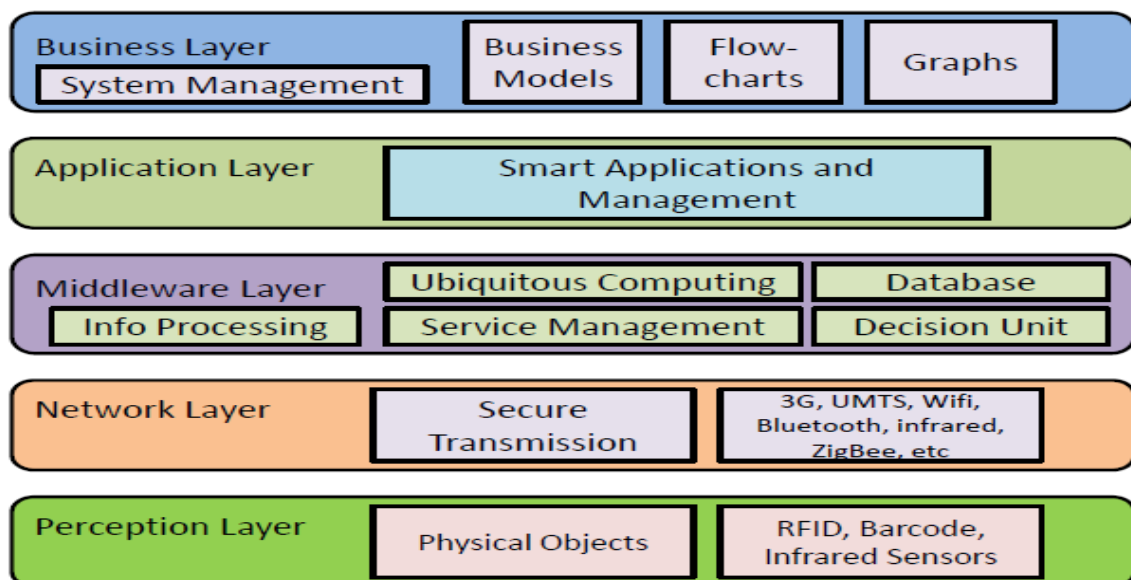 Business Layer
System Management
Business
Models
Flow-
charts
Graphs
Application Layer
Smart Applications and
Management
Middleware Layer
Ubiquitous Computing
Database
Info Processing
Service Management
Decision Unit
Network Layer
Secure
Transmission
3G, UMTS, Wifi,
Bluetooth, infrared,
ZigBee, etc
Perception Layer
Physical Objects
RFID, Barcode,
Infrared Sensors